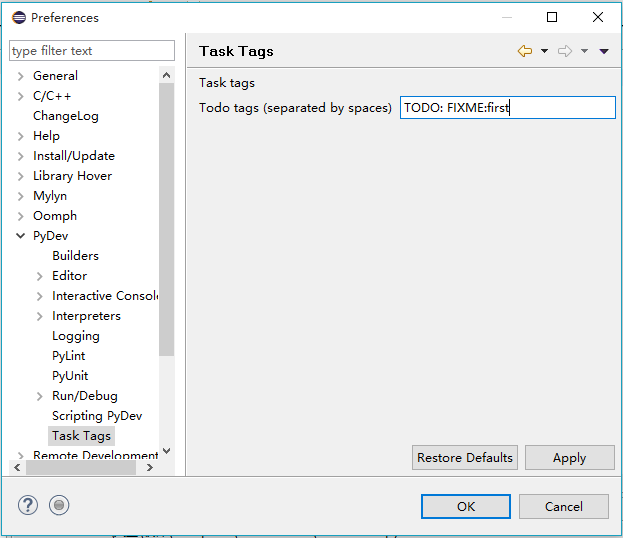 Preferences
type filter text
General
C/C++
ChangeLog
Help
Install/Update
Library Hover
Mylyn
Oomph
PyDev
Builders
Editor
Interactive Consol
Interpreters
Logging
PyLint
PyUnit
Run/Debug
Scripting PyDev
Task Tags
Remote Development
Task Tags
Task tags
Todo tags (separated by spaces) TODO: FIXME:first
Restore Defaults Apply
? OK Cancel